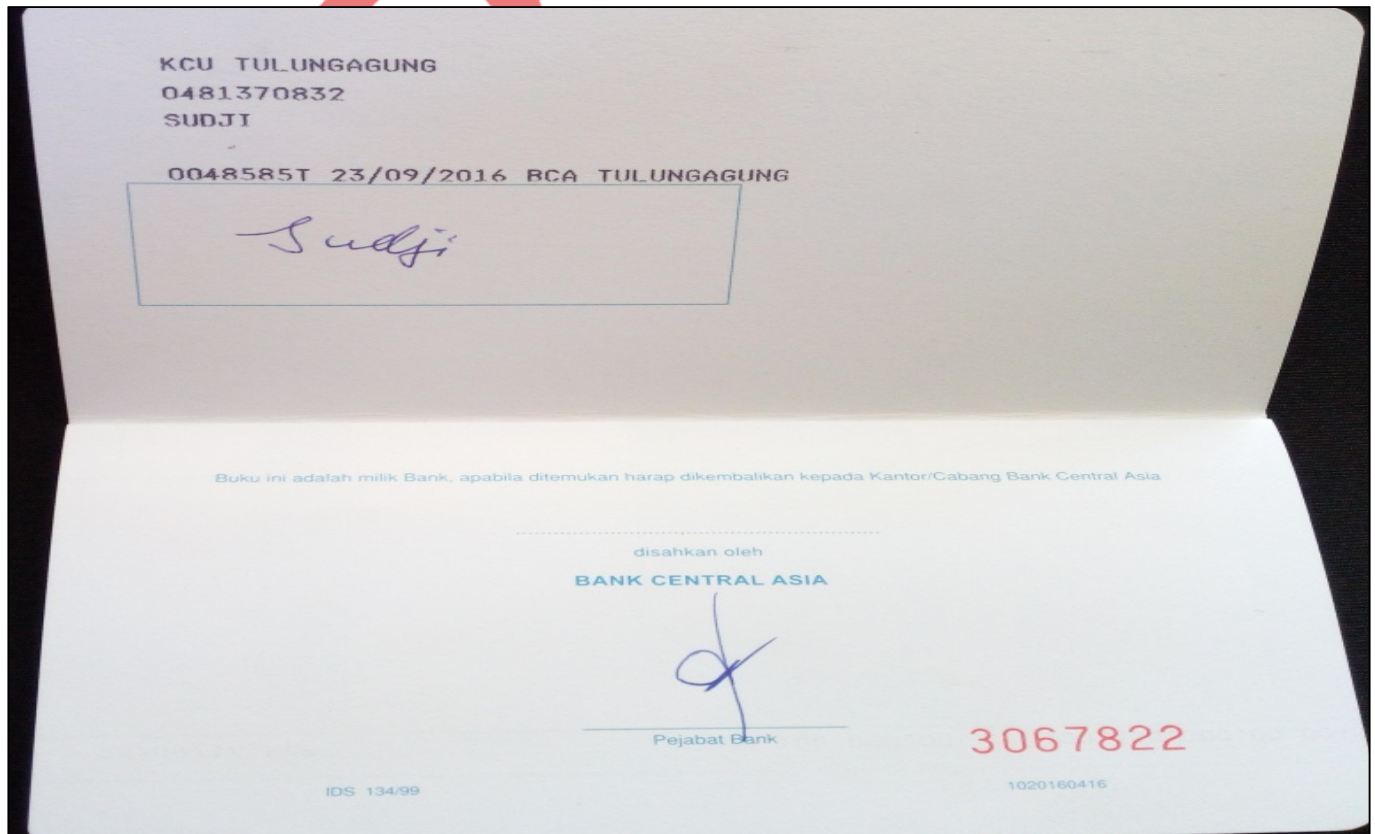 KCU TULUNGAGUNG
0481370832
SUDJI
0048585T 23/09/2016 BCA TULUNGAGUNG
Sudji
Buku ini adalah milik Bank, apabila ditemukan harap dikembalikan kepada Kantor/Cabang Bank Central Asia
disahkan oleh
BANK CENTRAL ASIA
Pejabat Bank
3067822
IDS 134/99
1020160416